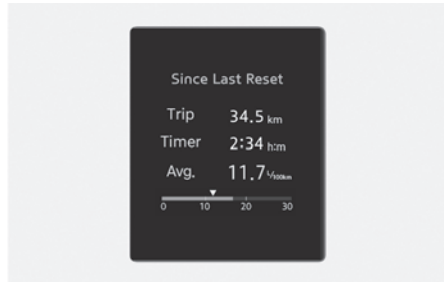 Since Last Reset
Trip 34.5 km
Timer 2:34 h:m
Avg. 11.7 L/100km
0 10 20 30